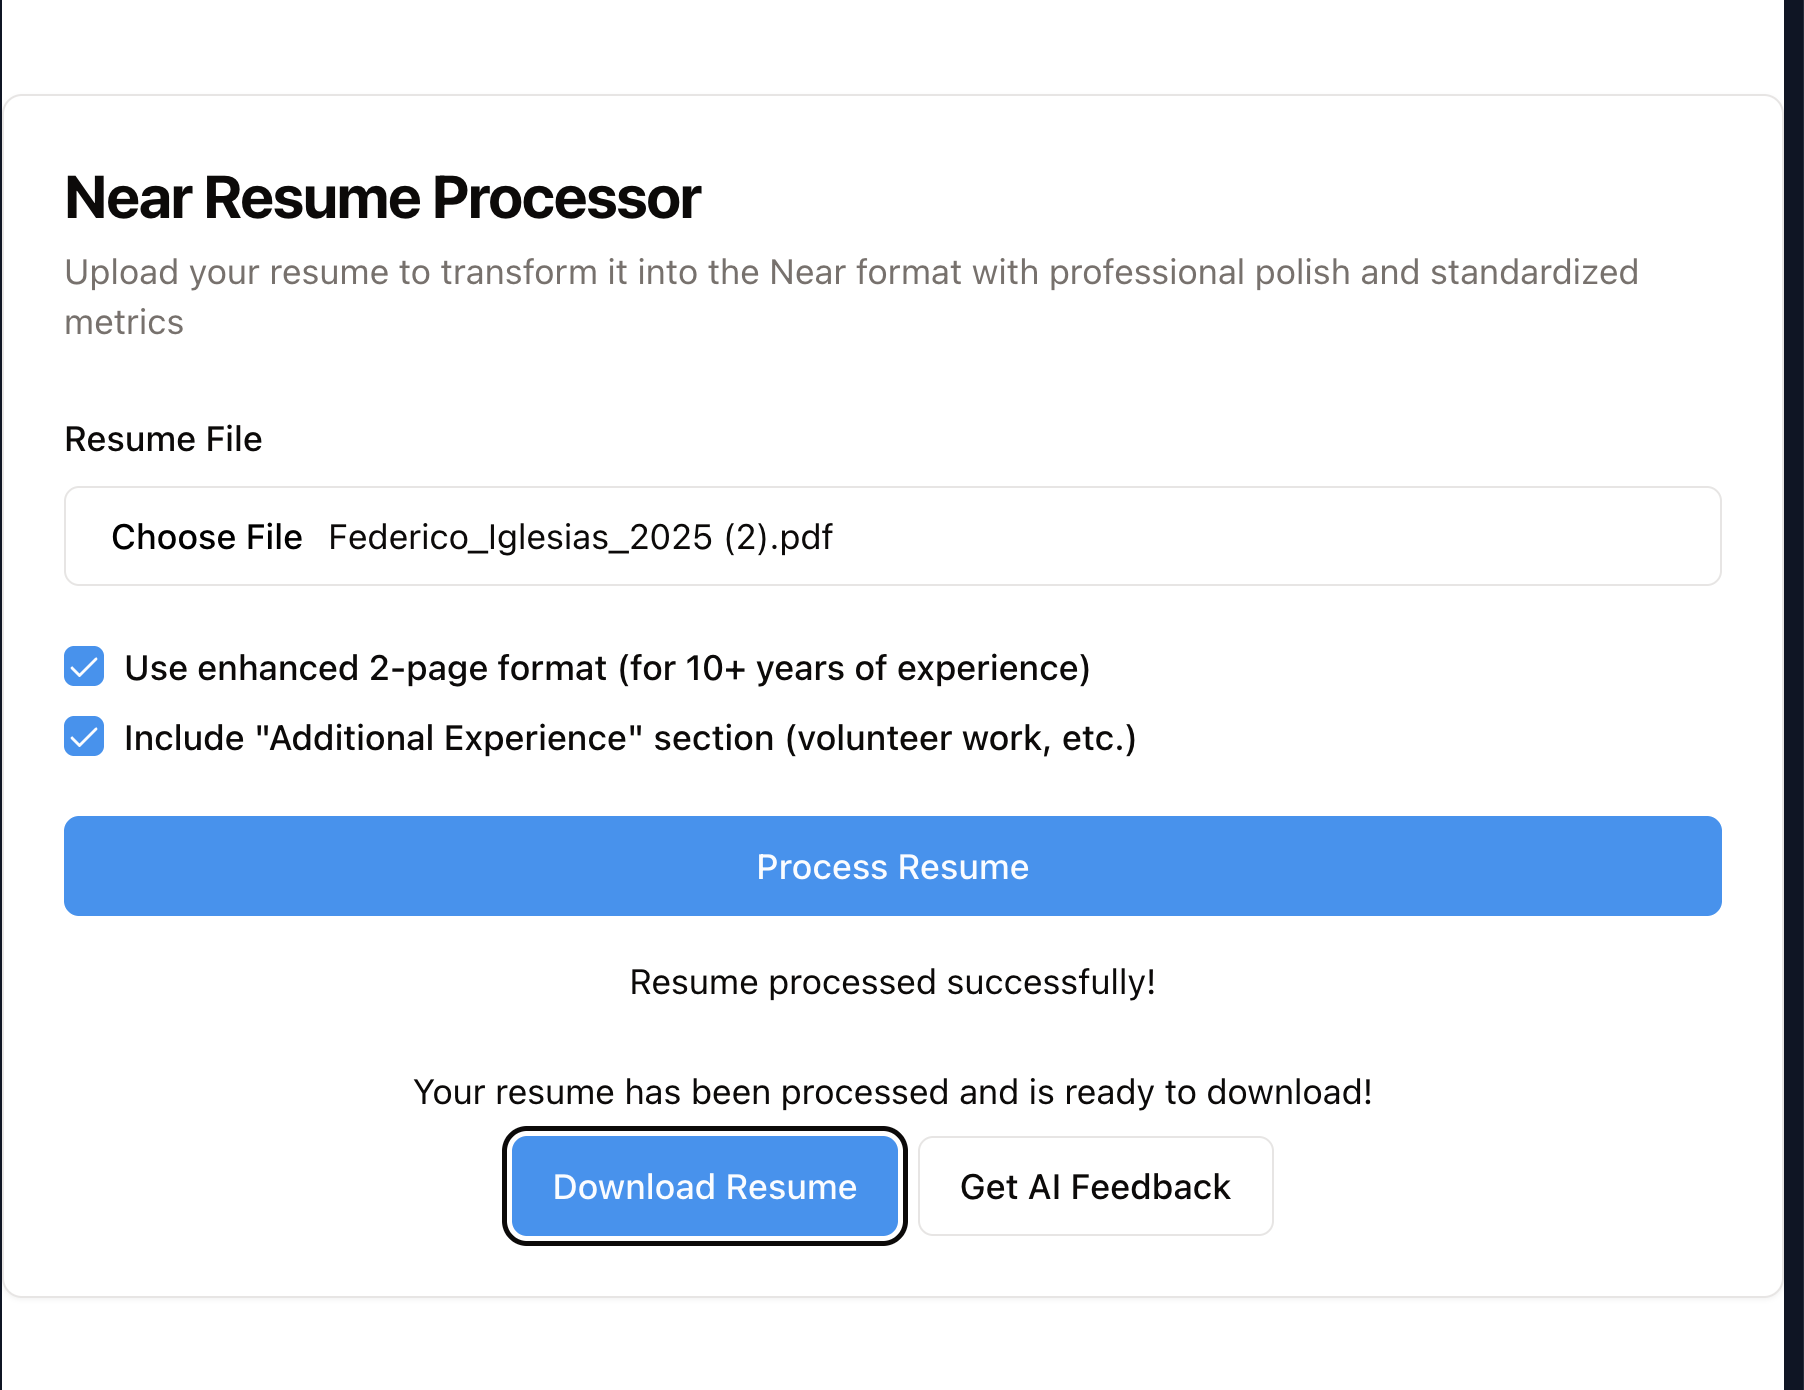 Near Resume Processor
Upload your resume to transform it into the Near format with professional polish and standardized
metrics
Resume File
Choose File Federico_Iglesias_2025 (2).pdf
Use enhanced 2-page format (for 10+ years of experience)
Include "Additional Experience" section (volunteer work, etc.)
Process Resume
Resume processed successfully!
Your resume has been processed and is ready to download!
Download Resume Get AI Feedback